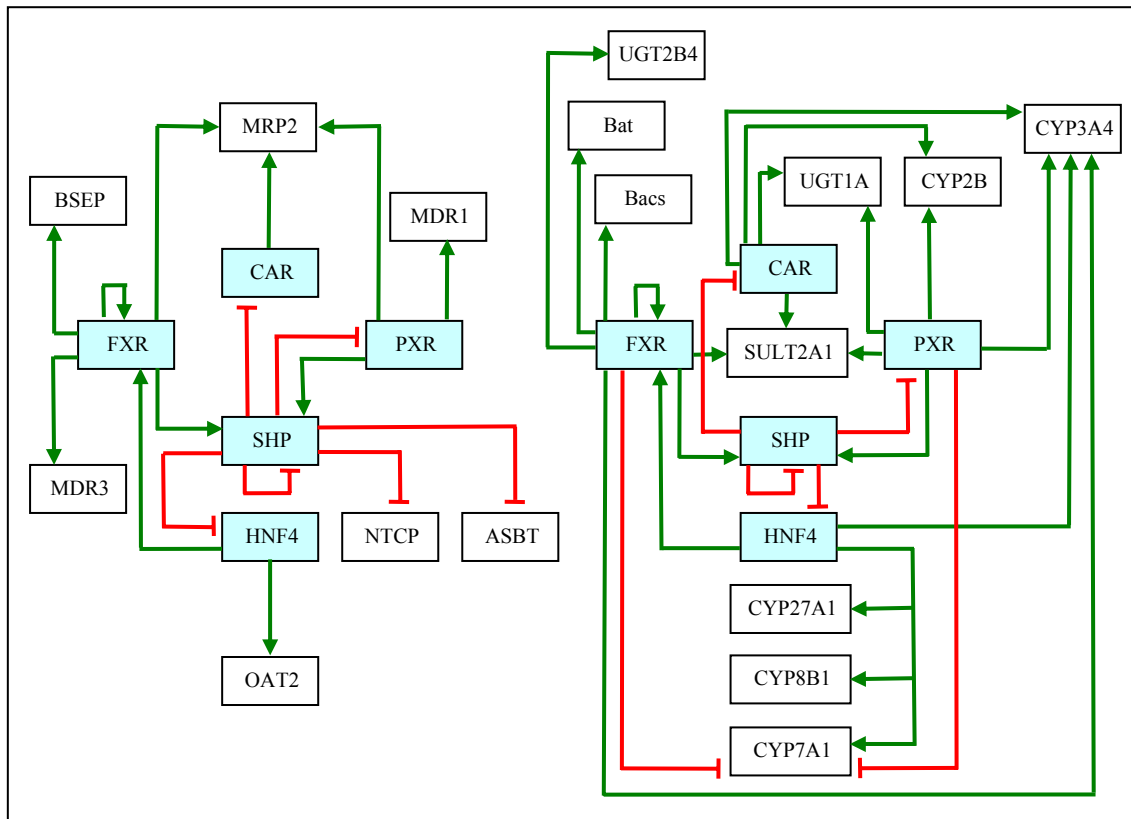 UGT2B4
MRP2
Bat
CYP3A4
BSEP
MDR1
Bacs
UGT1A
CYP2B
CAR
CAR
FXR
PXR
FXR
SULT2A1
PXR
SHP
SHP
MDR3
HNF4
NTCP
ASBT
HNF4
CYP27A1
OAT2
CYP8B1
CYP7A1